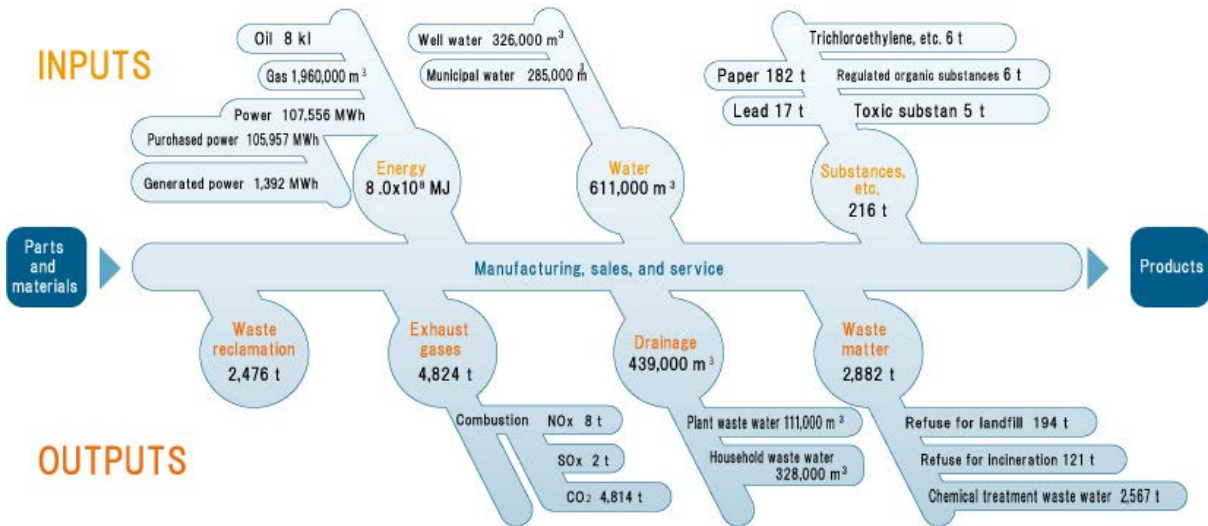 INPUTS
Oil 8 kl
Gas 1,960,000 m³
Power 107,556 MWh
Purchased power 105,957 MWh
Generated power 1,392 MWh
Energy
8.0x10⁸ MJ
Well water 326,000 m³
Municipal water 285,000 m³
Water
611,000 m³
Trichloroethylene, etc. 6 t
Paper 182 t
Regulated organic substances 6 t
Lead 17 t
Toxic substan 5 t
Substances,
etc.
216 t
Parts
and
materials
Manufacturing, sales, and service
Products
Waste
reclamation
2,476 t
Exhaust
gases
4,824 t
Combustion
NOx 8 t
SOx 2 t
CO₂ 4,814 t
Drainage
439,000 m³
Plant waste water 111,000 m³
Household waste water
328,000 m³
Waste
matter
2,882 t
Refuse for landfill 194 t
Refuse for incineration 121 t
Chemical treatment waste water 2,567 t
OUTPUTS